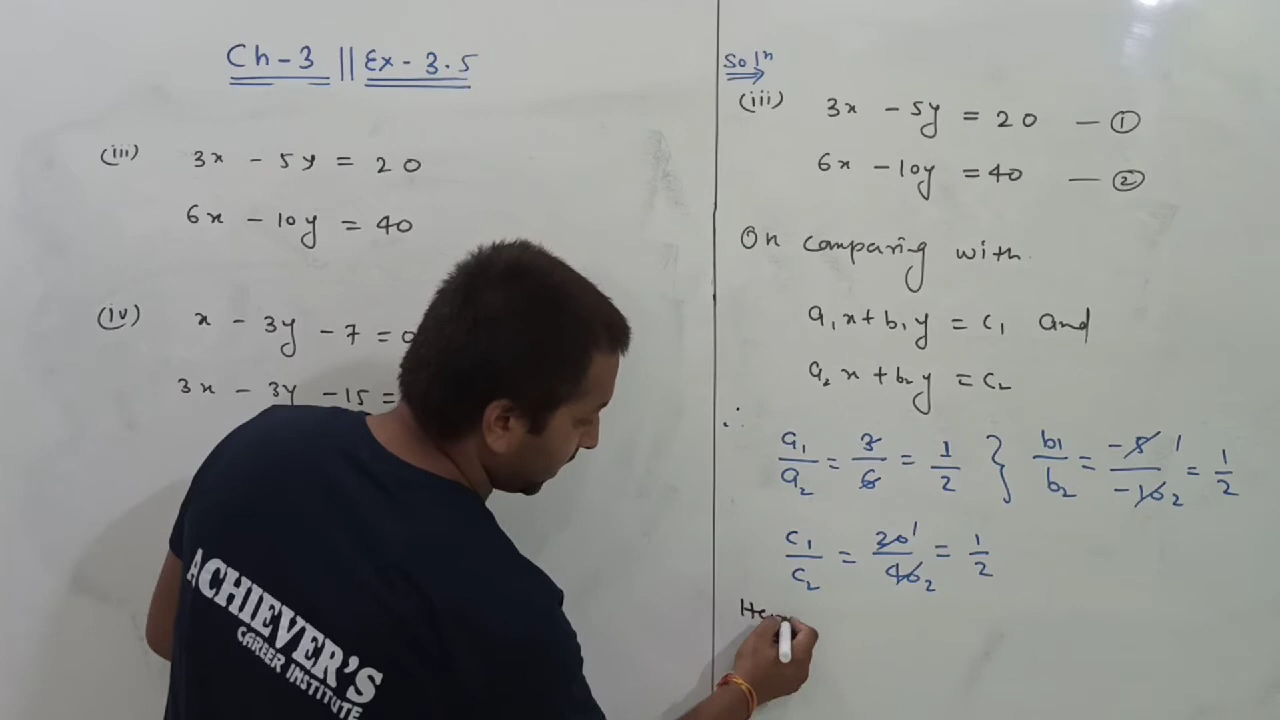 Ch-3 || Ex-3.5
(iii) 3x - 5y = 20
6x - 10y = 40
(iv) x - 3y - 7 = 0
3x - 3y - 15 =
Solⁿ
(iii) 3x - 5y = 20 — ①
6x - 10y = 40 — ②
On comparing with
a₁x + b₁y = c₁ and
a₂x + b₂y = c₂
∴ a₁/a₂ = 3/6 = 1/2 } b₁/b₂ = -5/-10 = 1/2
c₁/c₂ = 20/40 = 1/2
ACHIEVER'S
CAREER INSTITUTE